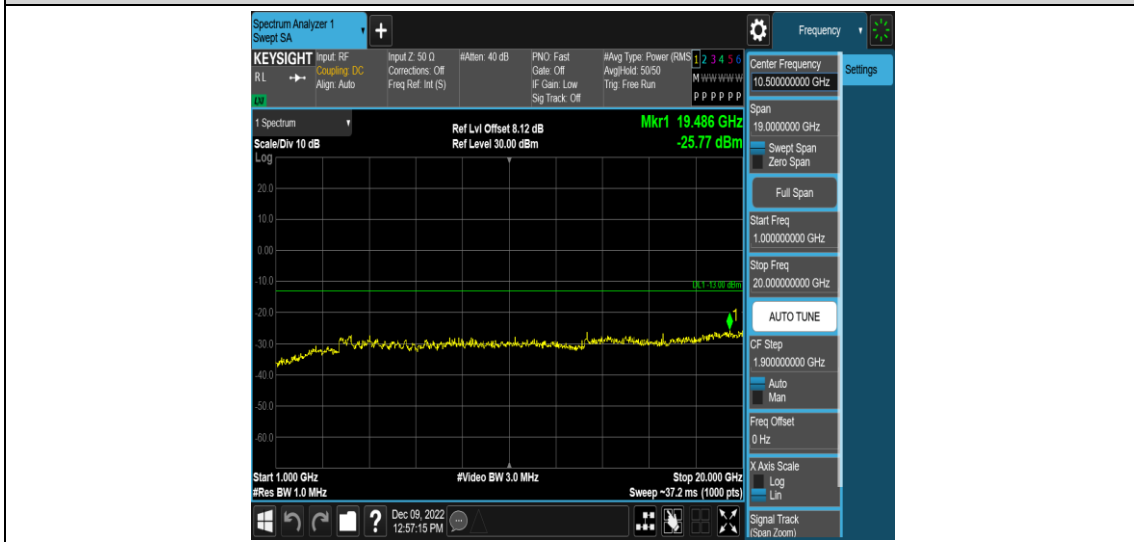 Spectrum Analyzer 1
Swept SA
Frequency
KEYSIGHT
RL
LXI
Input: RF
Coupling: DC
Align: Auto
Input Z: 50 Ω
Corrections: Off
Freq Ref: Int (S)
#Atten: 40 dB
PNO: Fast
Gate: Off
IF Gain: Low
Sig Track: Off
#Avg Type: Power (RMS
Avg|Hold: 50/50
Trig: Free Run
1 2 3 4 5 6
M W W W W W
P P P P P P
1 Spectrum
Scale/Div 10 dB
Ref Lvl Offset 8.12 dB
Ref Level 30.00 dBm
Mkr1 19.486 GHz
-25.77 dBm
Log
20.0
10.0
0.00
-10.0
-20.0
-30.0
-40.0
-50.0
-60.0
DL1 -13.00 dBm
1
Start 1.000 GHz
#Res BW 1.0 MHz
#Video BW 3.0 MHz
Stop 20.000 GHz
Sweep ~37.2 ms (1000 pts)
Dec 09, 2022
12:57:15 PM
Center Frequency
10.500000000 GHz
Settings
Span
19.0000000 GHz
Swept Span
Zero Span
Full Span
Start Freq
1.000000000 GHz
Stop Freq
20.000000000 GHz
AUTO TUNE
CF Step
1.900000000 GHz
Auto
Man
Freq Offset
0 Hz
X Axis Scale
Log
Lin
Signal Track
(Span Zoom)